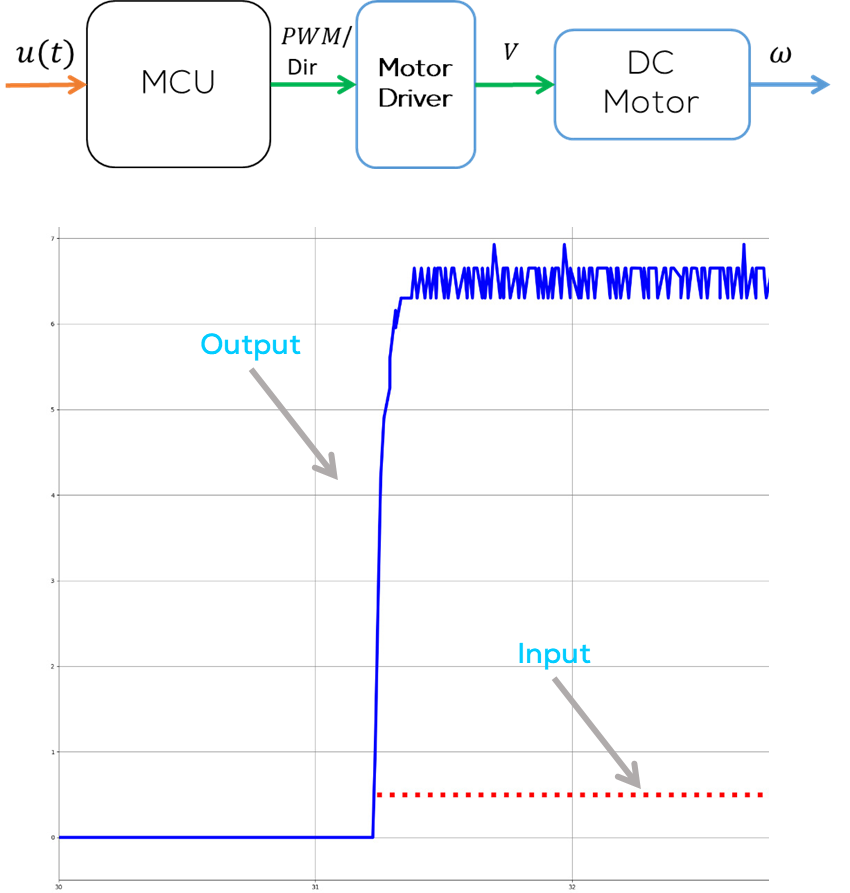 u(t)
MCU
PWM/
Dir
Motor
Driver
V
DC
Motor
ω
7
6
Output
5
4
3
2
Input
1
0
30
31
32